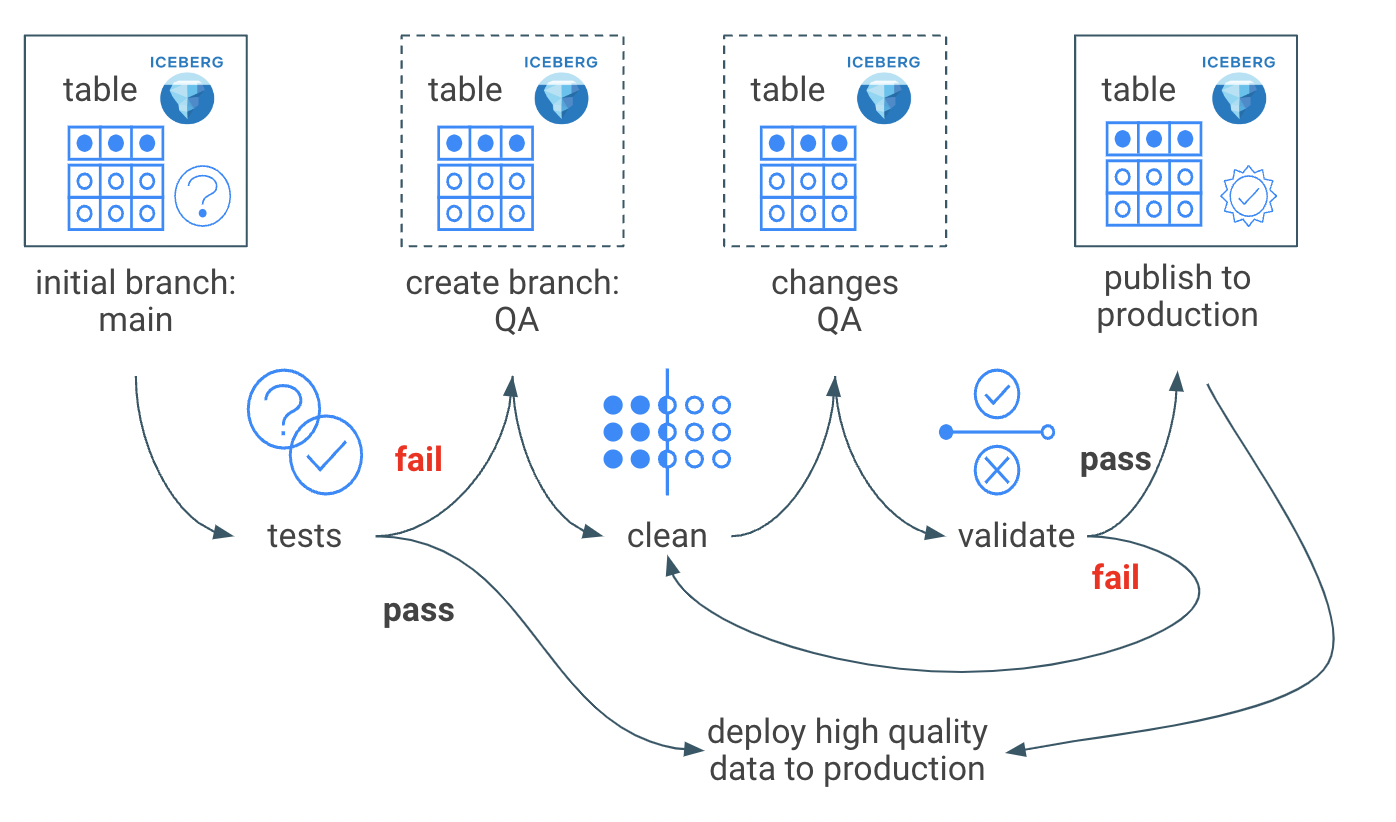 ICEBERG
table
initial branch:
main
ICEBERG
table
create branch:
QA
ICEBERG
table
changes
QA
ICEBERG
table
publish to
production
?
fail
tests
pass
clean
pass
validate
fail
deploy high quality
data to production